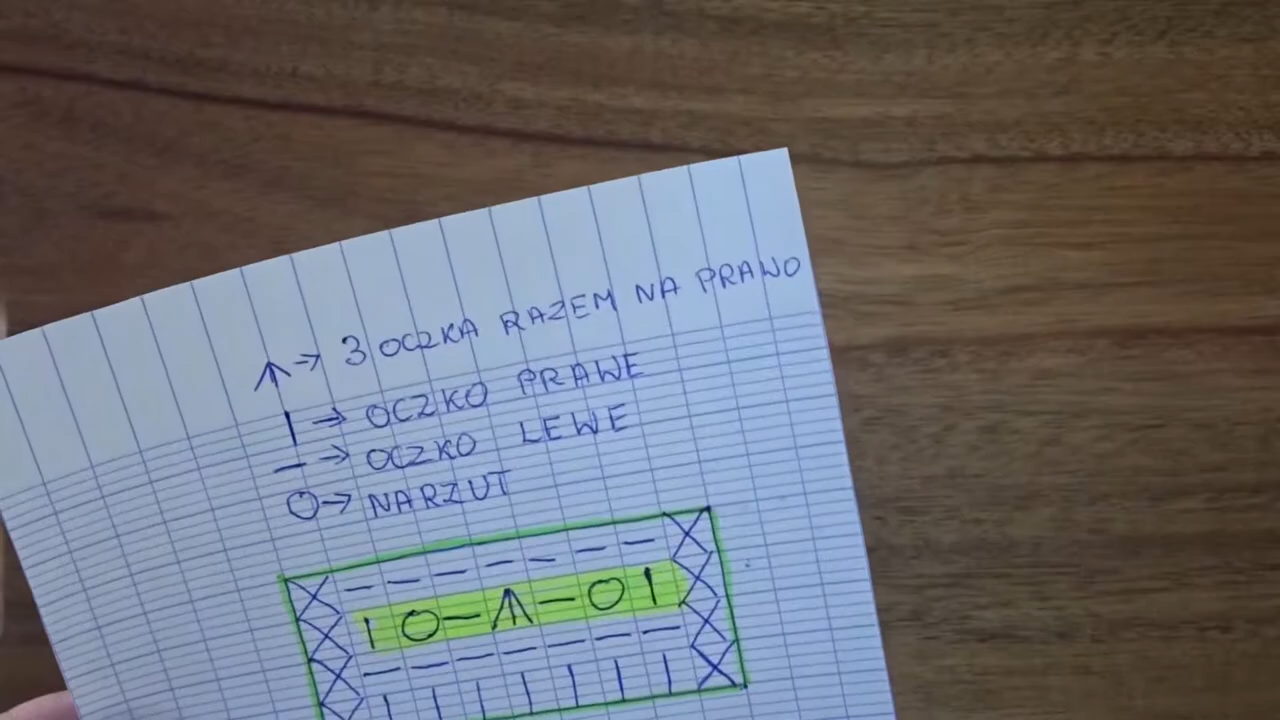 ↑ → 3 OCZKA RAZEM NA PRAWO
| → OCZKO PRAWE
– → OCZKO LEWE
O → NARZUT
X – – – – – – – X
X | O – ↑ – O | X
X – – – – – – – X
X | | | | | | | X